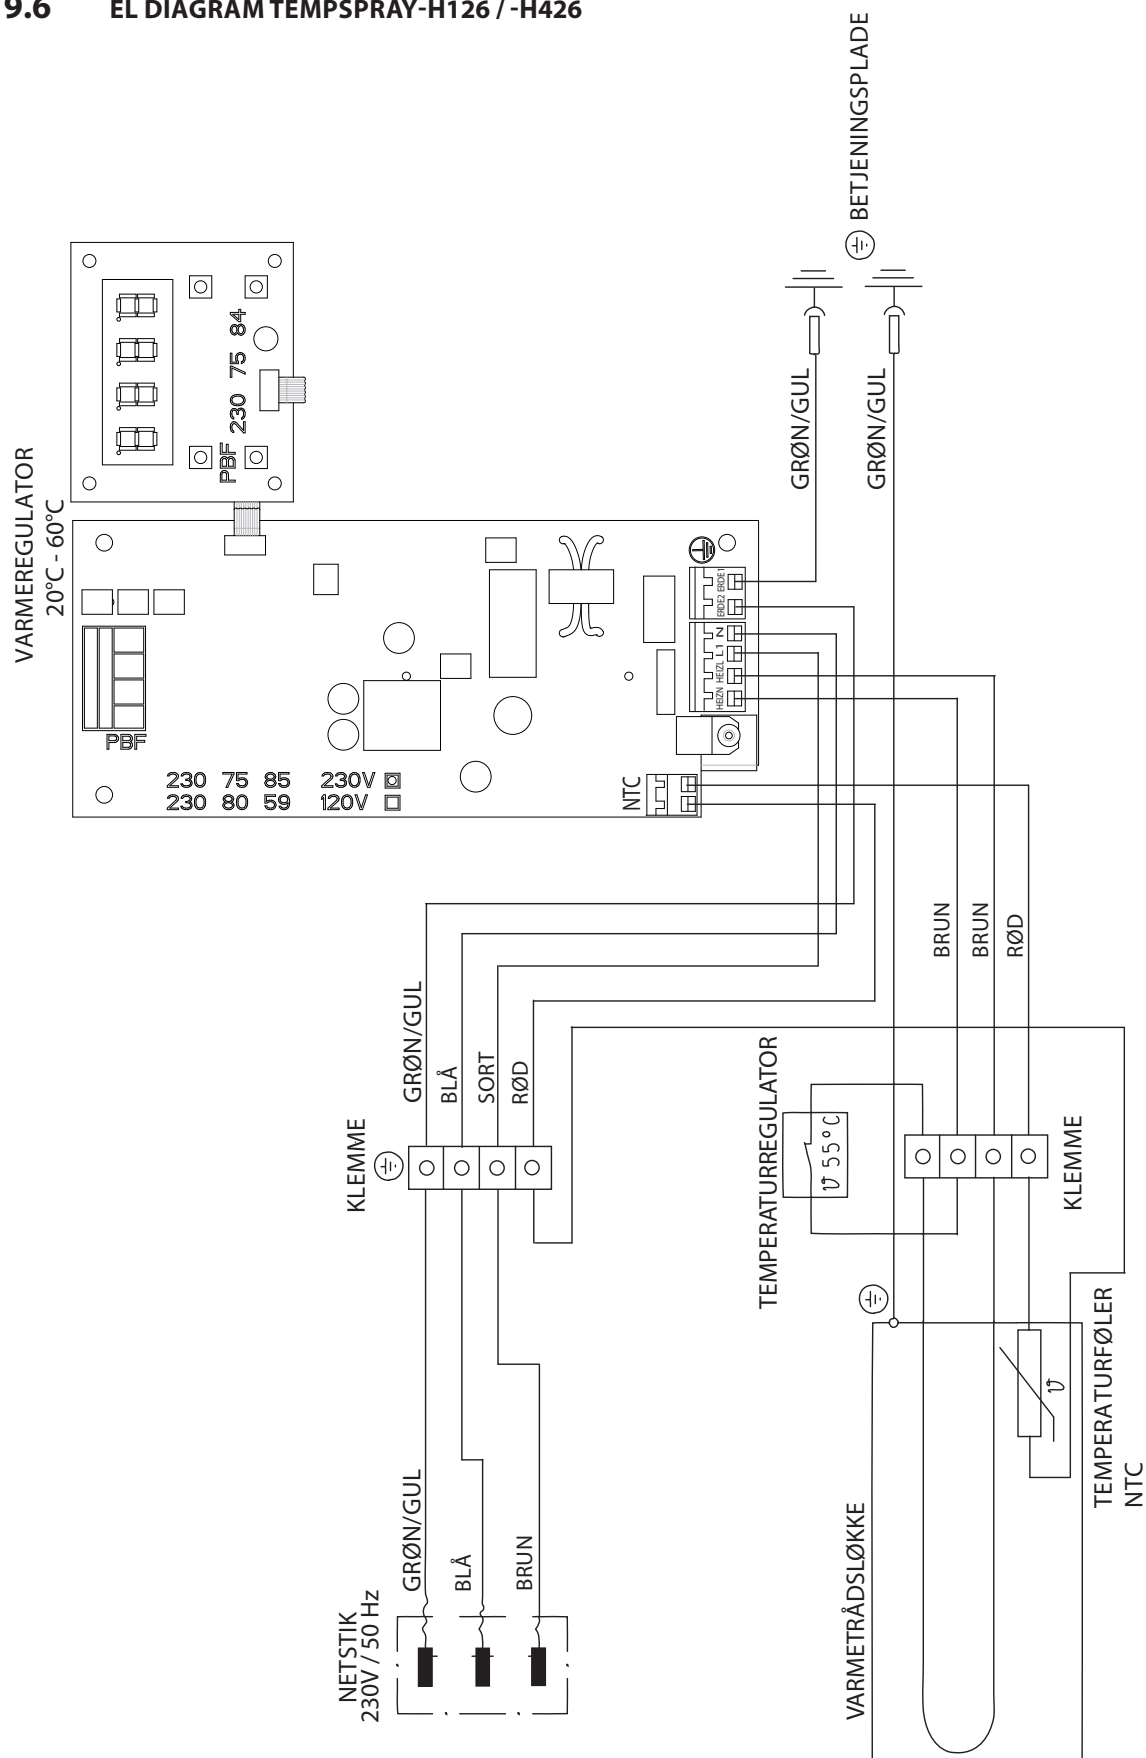 9.6 EL DIAGRAM TEMPSPRAY-H126 / -H426
VARMEREGULATOR
20°C - 60°C
PBF 230 75 84
PBF
230 75 85 230V
230 80 59 120V
NTC
HEIZN
HEIZL
L1
N
ERDE2
ERDE1
BETJENINGSPLADE
GRØN/GUL
GRØN/GUL
GRØN/GUL
BLÅ
SORT
RØD
KLEMME
BRUN
BRUN
RØD
TEMPERATURREGULATOR
ϑ 55°C
KLEMME
NETSTIK
230V / 50 Hz
GRØN/GUL
BLÅ
BRUN
VARMETRÅDSLØKKE
ϑ
TEMPERATURFØLER
NTC